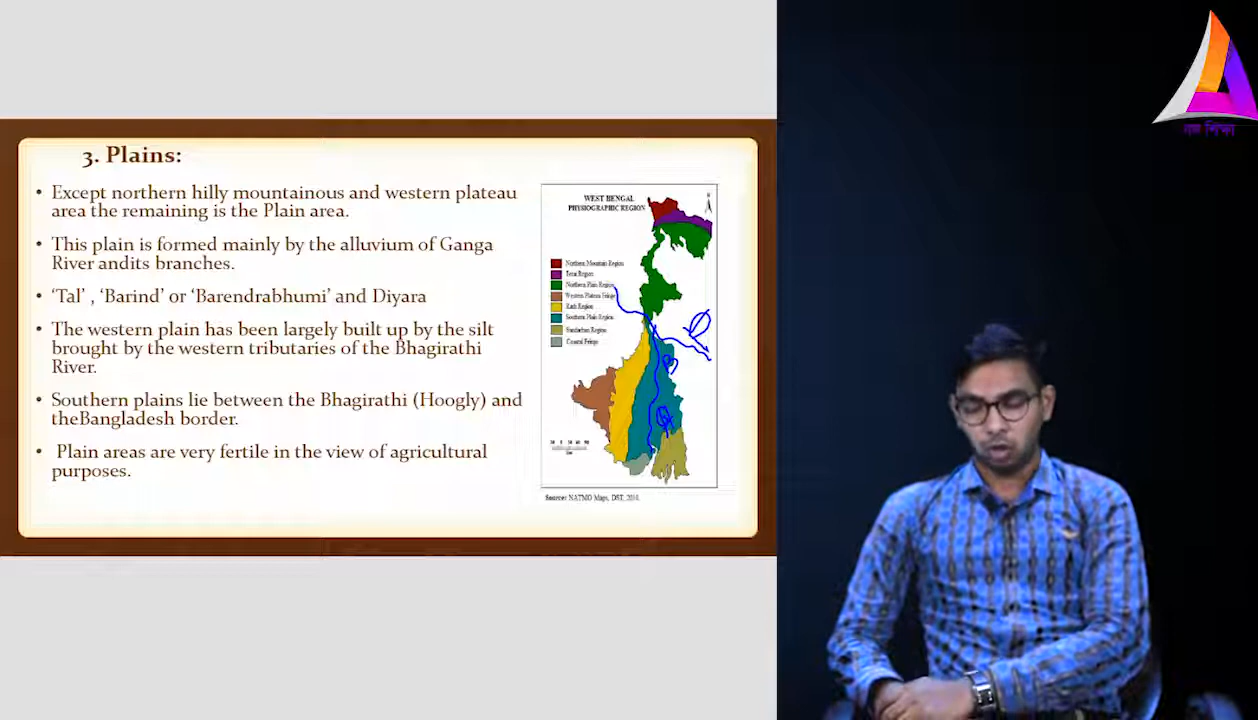 3. Plains:
• Except northern hilly mountainous and western plateau
area the remaining is the Plain area.
• This plain is formed mainly by the alluvium of Ganga
River andits branches.
• ‘Tal’ , ‘Barind’ or ‘Barendrabhumi’ and Diyara
• The western plain has been largely built up by the silt
brought by the western tributaries of the Bhagirathi
River.
• Southern plains lie between the Bhagirathi (Hoogly) and
theBangladesh border.
• Plain areas are very fertile in the view of agricultural
purposes.
WEST BENGAL
PHYSIOGRAPHIC REGION
N
Northern Mountain Region
Terai Region
Northern Plain Region
Western Plateau Fringe
Rarh Region
Southern Plain Region
Sundarban Region
Coastal Fringe
P
B
Source: NATMO Maps, DST, 2010.
বঙ্গ শিক্ষা